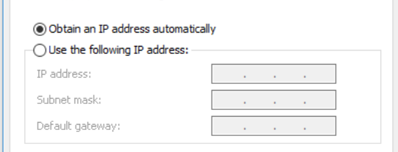 Obtain an IP address automatically
Use the following IP address:
IP address: . . .
Subnet mask: . . .
Default gateway: . . .